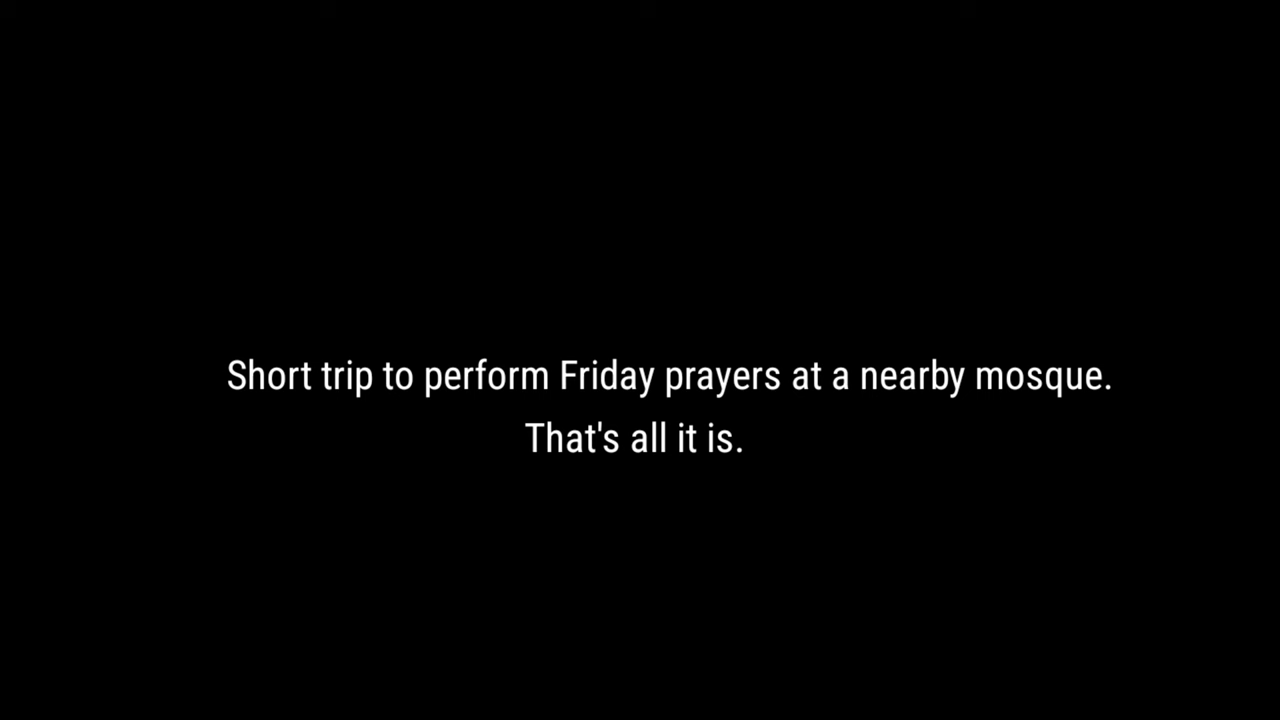 Short trip to perform Friday prayers at a nearby mosque.
That's all it is.